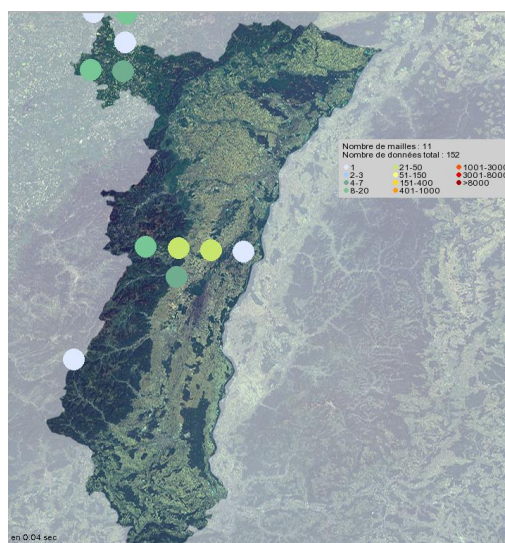 Nombre de mailles : 11
Nombre de données total : 152
1 21-50 1001-3000
2-3 51-150 3001-8000
4-7 151-400 >8000
8-20 401-1000
en 0.04 sec